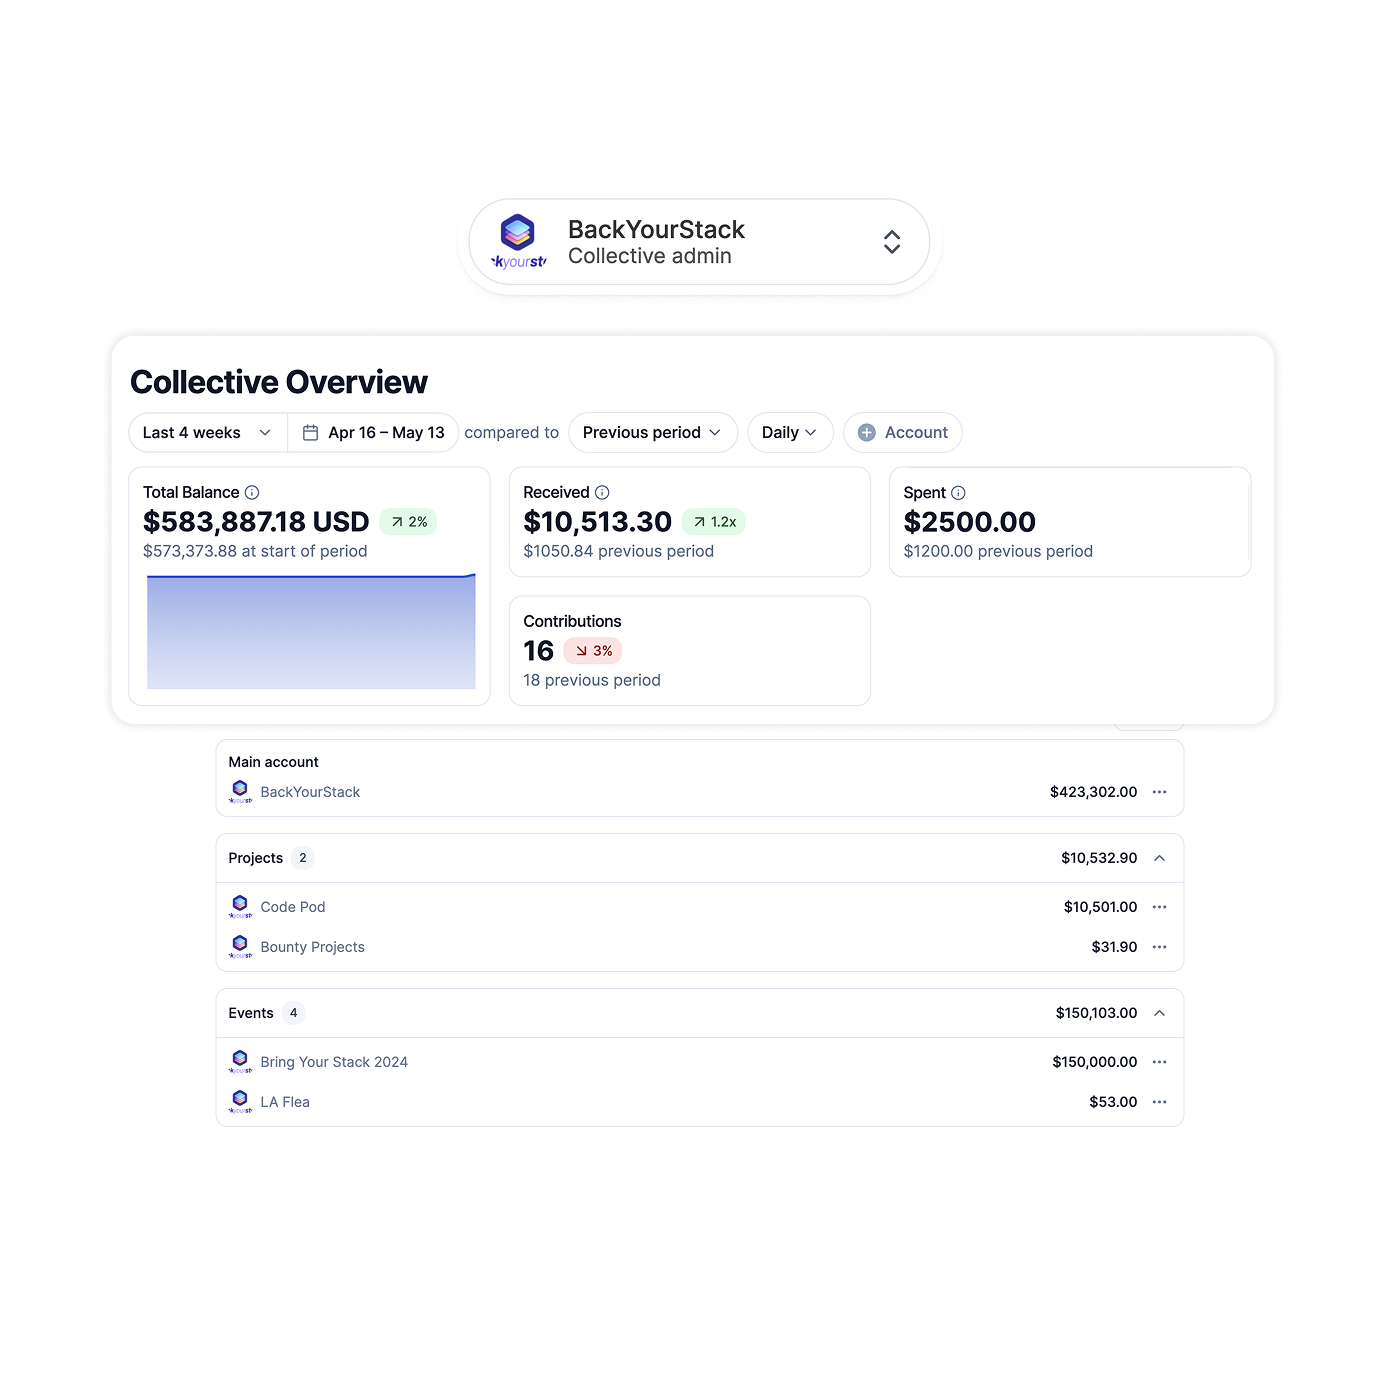 BackYourStack
Collective admin
kyourst
Collective Overview
Last 4 weeks
Apr 16 – May 13
compared to
Previous period
Daily
Account
Total Balance
$583,887.18 USD
2%
$573,373.88 at start of period
Received
$10,513.30
1.2x
$1050.84 previous period
Spent
$2500.00
$1200.00 previous period
Contributions
16
3%
18 previous period
Main account
BackYourStack
$423,302.00
Projects
2
$10,532.90
Code Pod
$10,501.00
Bounty Projects
$31.90
Events
4
$150,103.00
Bring Your Stack 2024
$150,000.00
LA Flea
$53.00